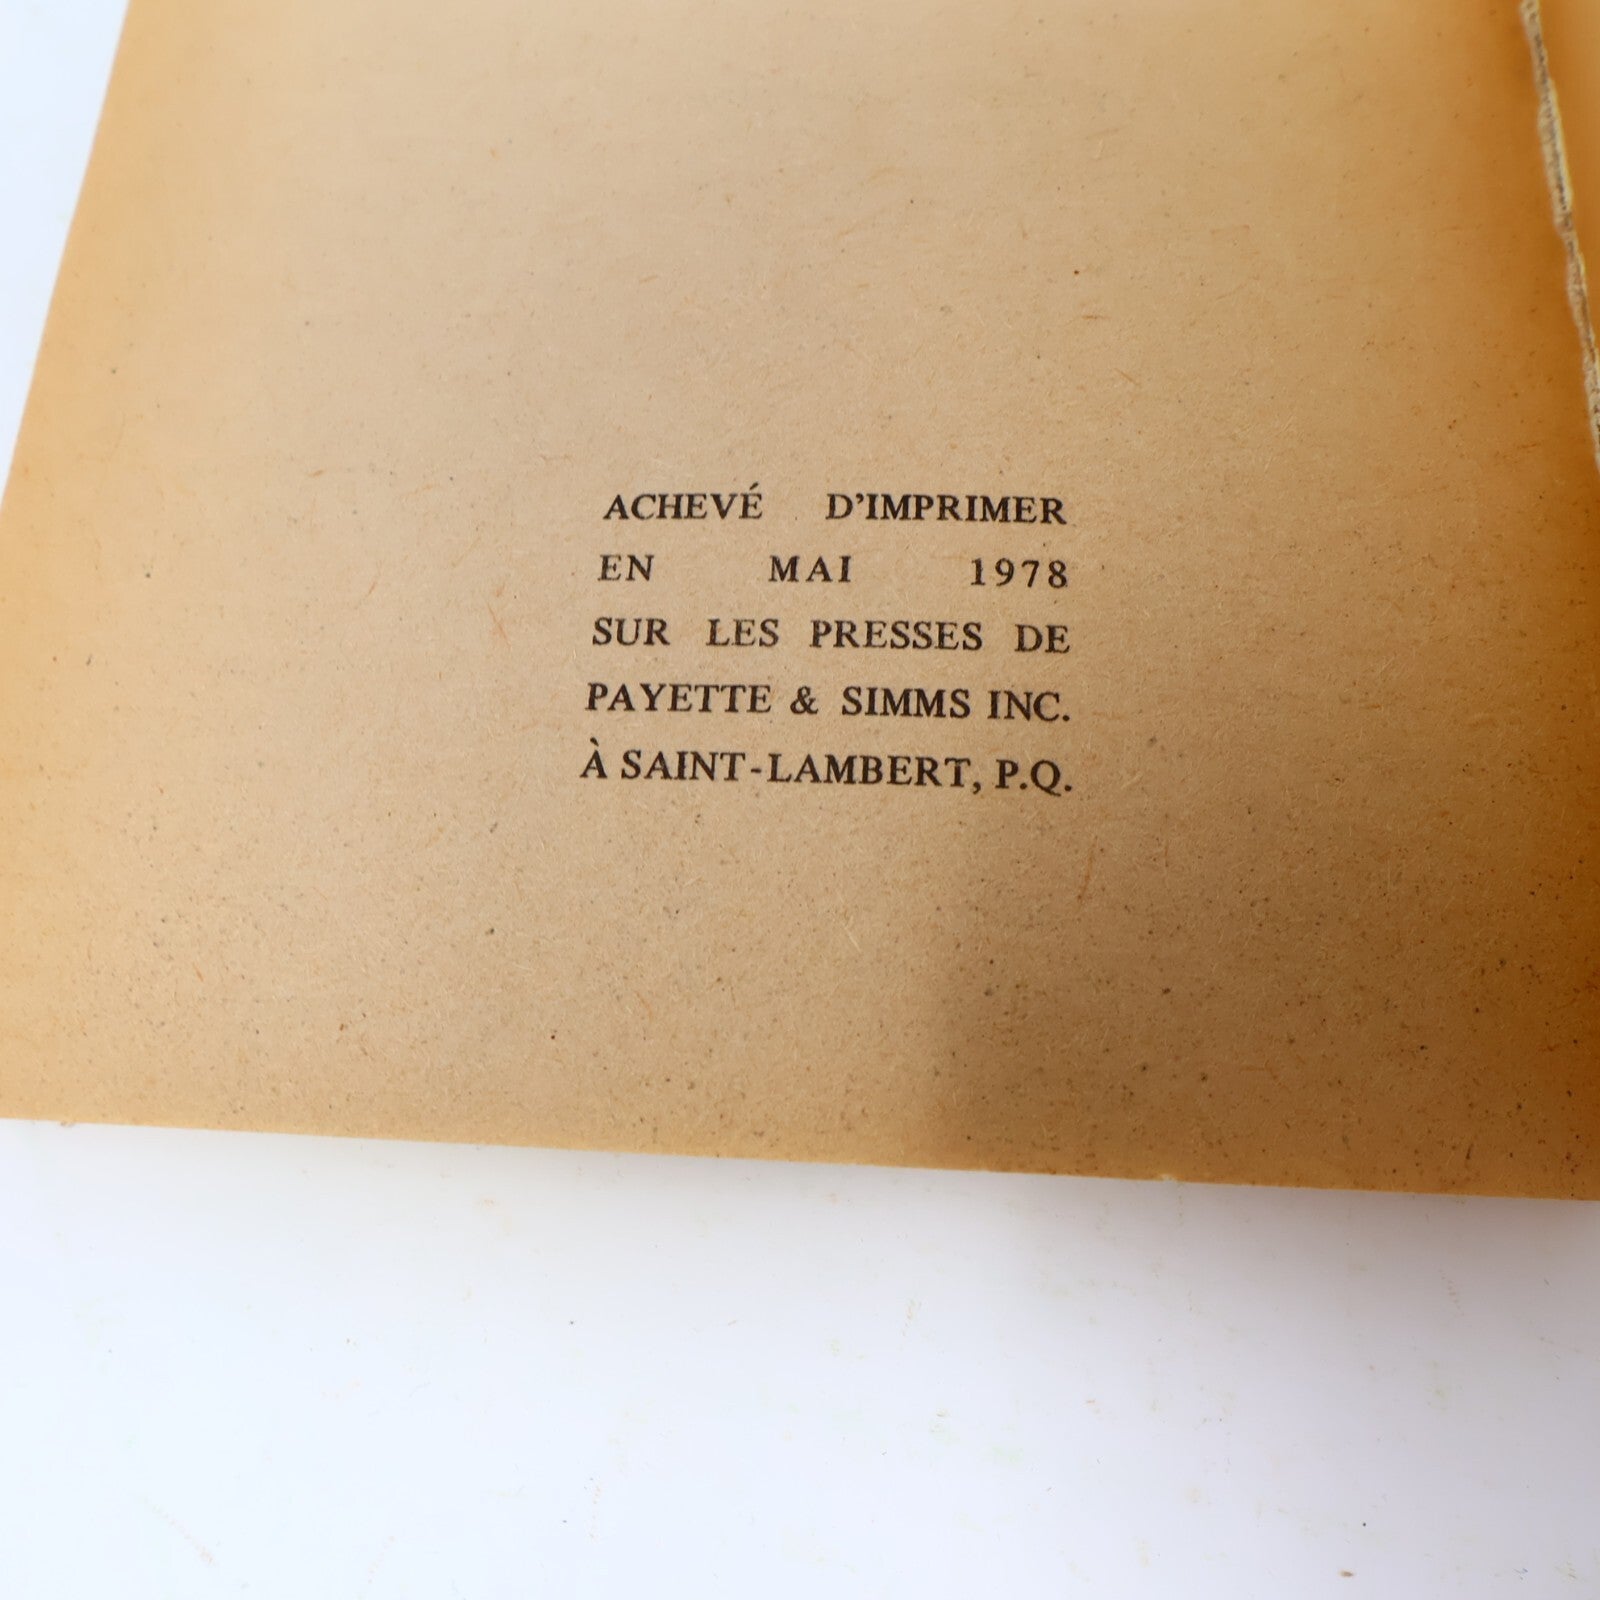 ACHEVÉ D'IMPRIMER
EN MAI 1978
SUR LES PRESSES DE
PAYETTE & SIMMS INC.
À SAINT-LAMBERT, P.Q.